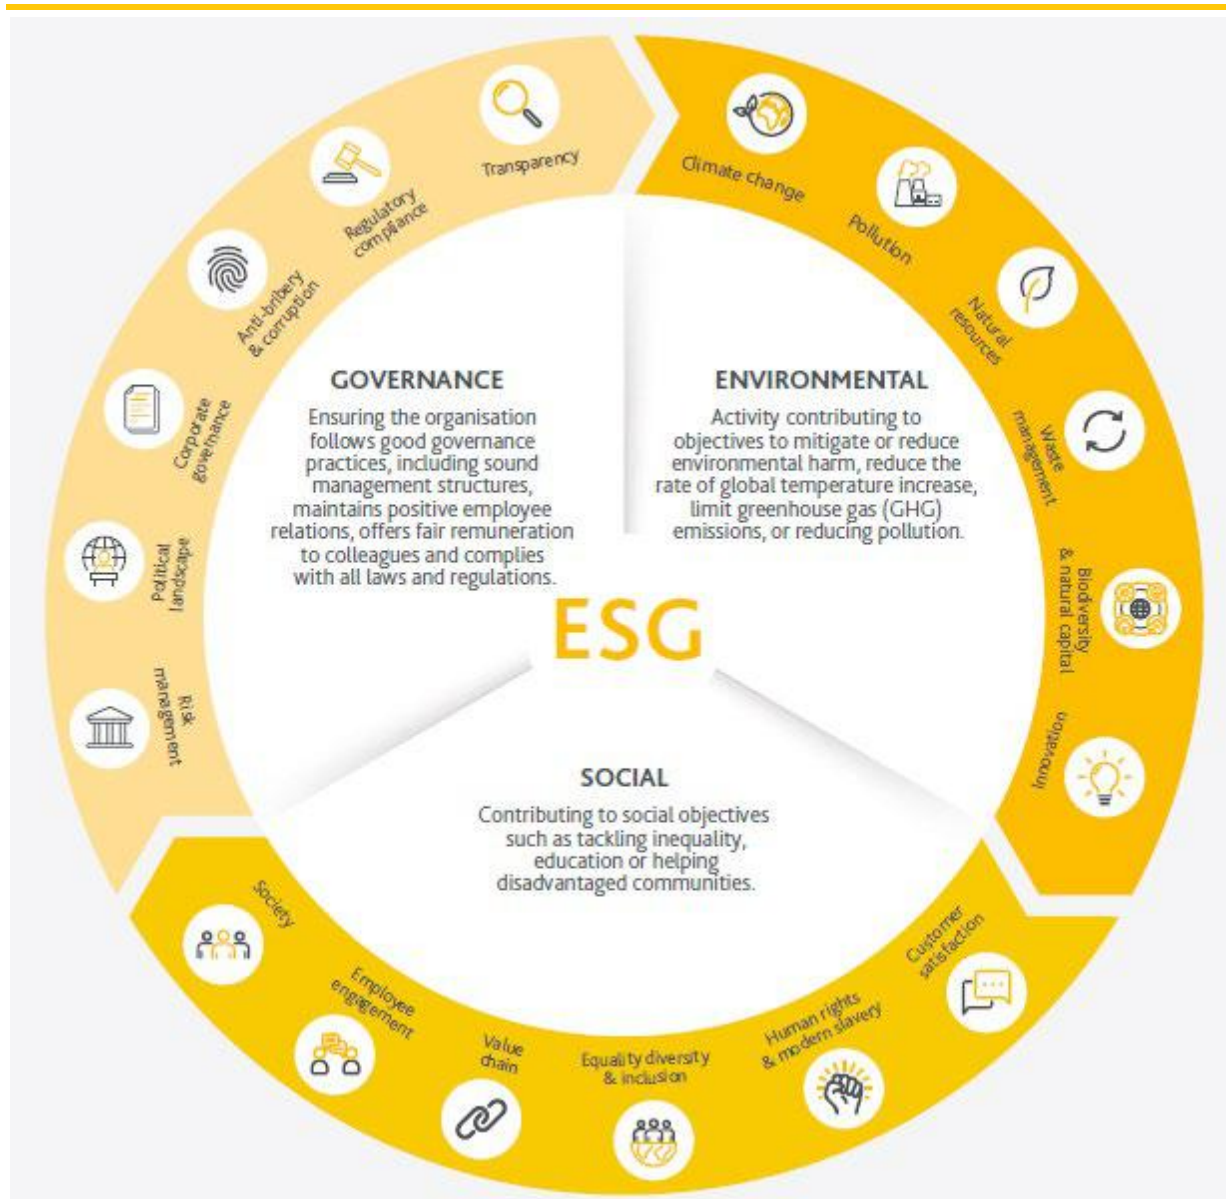 Transparency
Regulatory
compliance
Anti-bribery
& corruption
Corporate
governance
Political
landscape
Risk
management
Climate change
Pollution
Natural
resources
Waste
management
Biodiversity
& natural capital
Innovation
GOVERNANCE
Ensuring the organisation
follows good governance
practices, including sound
management structures,
maintains positive employee
relations, offers fair remuneration
to colleagues and complies
with all laws and regulations.
ENVIRONMENTAL
Activity contributing to
objectives to mitigate or reduce
environmental harm, reduce the
rate of global temperature increase,
limit greenhouse gas (GHG)
emissions, or reducing pollution.
ESG
SOCIAL
Contributing to social objectives
such as tackling inequality,
education or helping
disadvantaged communities.
Society
Employee
engagement
Value
chain
Equality diversity
& inclusion
Human rights
& modern slavery
Customer
satisfaction